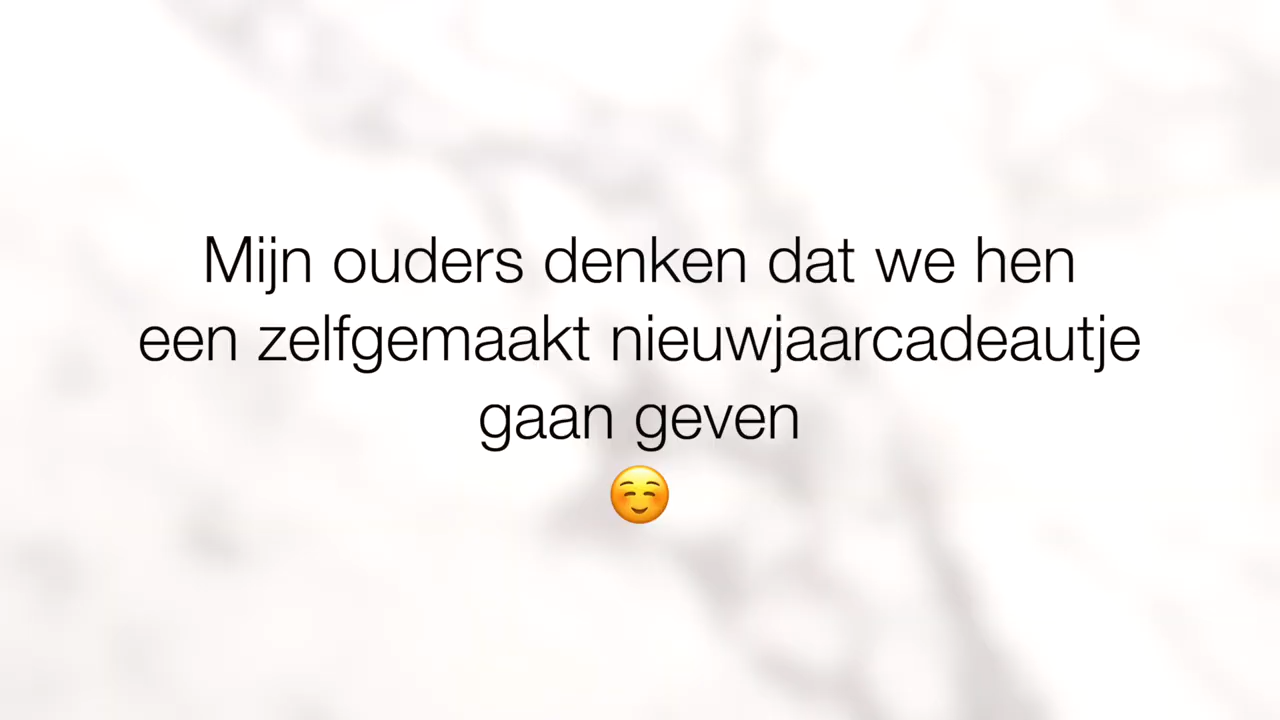 Mijn ouders denken dat we hen
een zelfgemaakt nieuwjaarcadeautje
gaan geven
☺️